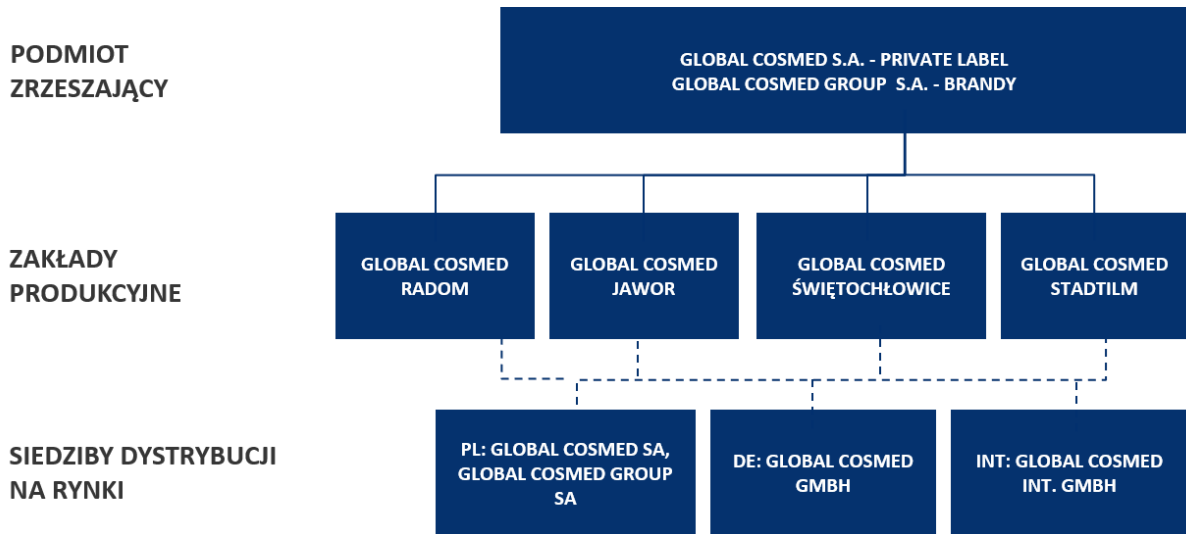 PODMIOT
ZRZESZAJĄCY
GLOBAL COSMED S.A. - PRIVATE LABEL
GLOBAL COSMED GROUP S.A. - BRANDY
ZAKŁADY
PRODUKCYJNE
GLOBAL COSMED
RADOM
GLOBAL COSMED
JAWOR
GLOBAL COSMED
ŚWIĘTOCHŁOWICE
GLOBAL COSMED
STADTILM
SIEDZIBY DYSTRYBUCJI
NA RYNKI
PL: GLOBAL COSMED SA,
GLOBAL COSMED GROUP
SA
DE: GLOBAL COSMED
GMBH
INT: GLOBAL COSMED
INT. GMBH